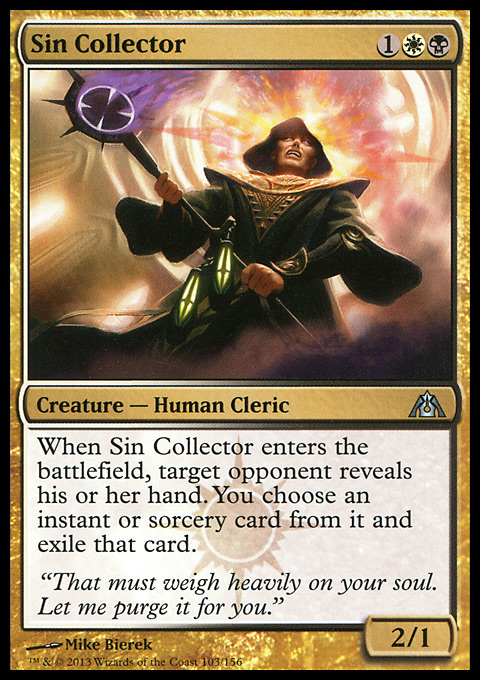 Sin Collector 1
Creature — Human Cleric
When Sin Collector enters the
battlefield, target opponent reveals
his or her hand. You choose an
instant or sorcery card from it and
exile that card.
“That must weigh heavily on your soul.
Let me purge it for you.”
2/1
Mike Bierek
™ & © 2013 Wizards of the Coast 103/156